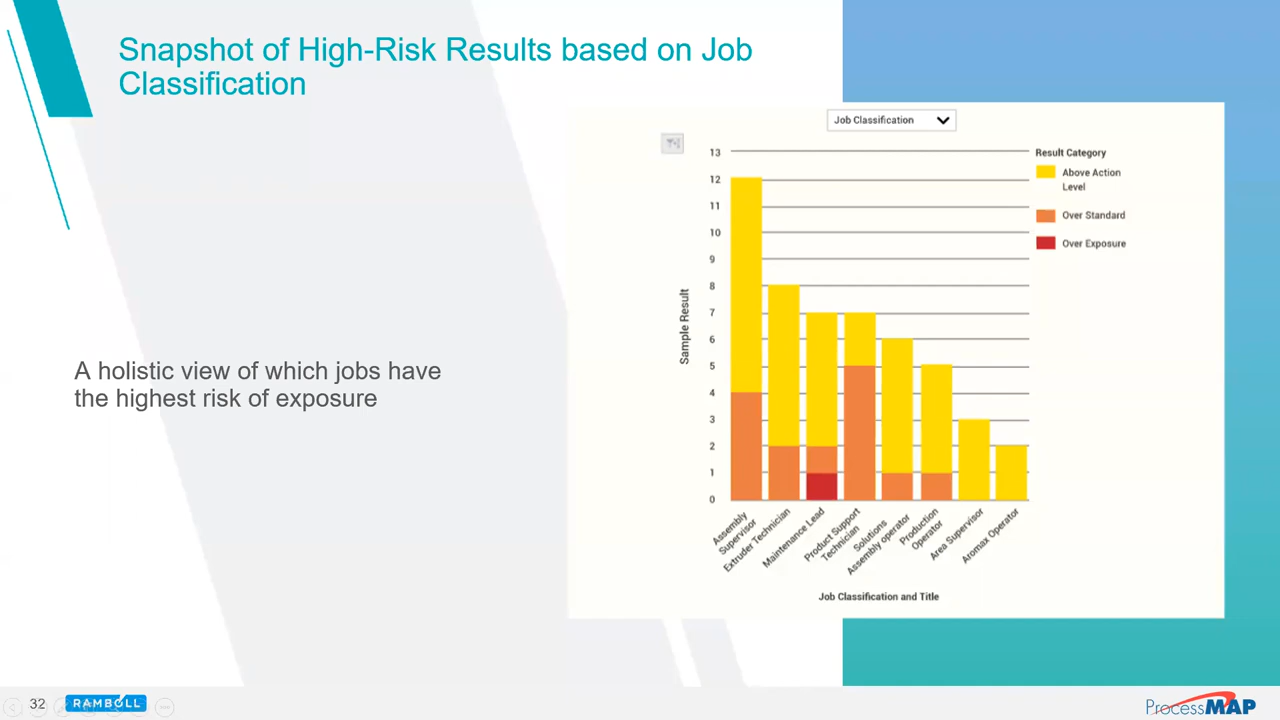 Snapshot of High-Risk Results based on Job
Classification
A holistic view of which jobs have
the highest risk of exposure
Job Classification
Result Category
Above Action
Level
Over Standard
Over Exposure
Sample Result
13
12
11
10
9
8
7
6
5
4
3
2
1
0
Assembly
Supervisor
Extruder Technician
Maintenance Lead
Product Support
Technician
Solutions
Assembly operator
Production
Operator
Area Supervisor
Aromax Operator
Job Classification and Title
32
RAMBOLL
ProcessMAP